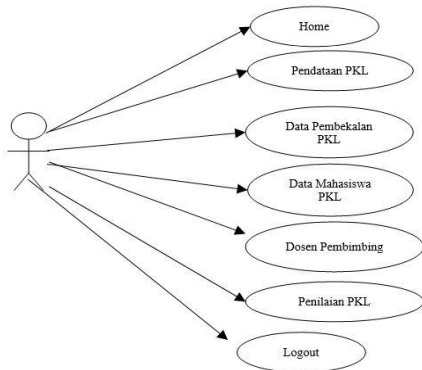 Home
Pendataan PKL
Data Pembekalan
PKL
Data Mahasiswa
PKL
Dosen Pembimbing
Penilaian PKL
Logout